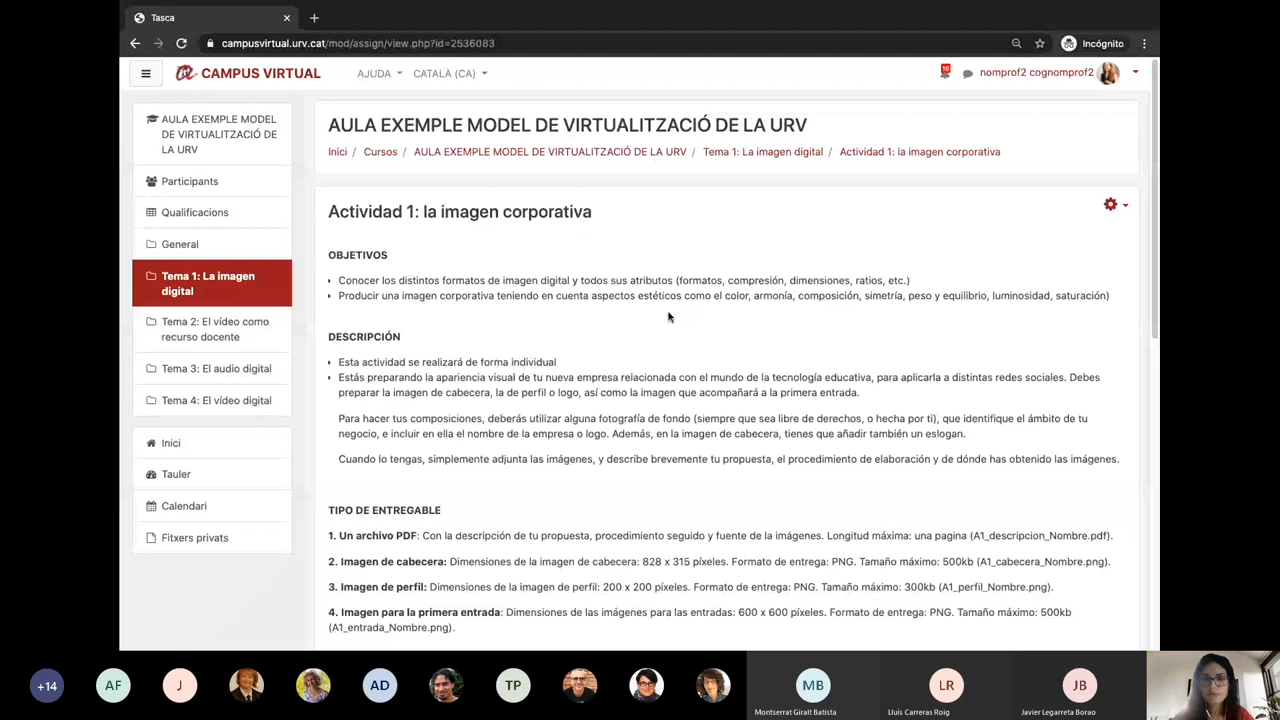 Tasca
campusvirtual.urv.cat/mod/assign/view.php?id=2536083
Incógnito
CAMPUS VIRTUAL
AJUDA
CATALÀ (CA)
16
nomprof2 cognomprof2
AULA EXEMPLE MODEL
DE VIRTUALITZACIÓ DE
LA URV
Participants
Qualificacions
General
Tema 1: La imagen
digital
Tema 2: El vídeo como
recurso docente
Tema 3: El audio digital
Tema 4: El vídeo digital
Inici
Tauler
Calendari
Fitxers privats
AULA EXEMPLE MODEL DE VIRTUALITZACIÓ DE LA URV
Inici / Cursos / AULA EXEMPLE MODEL DE VIRTUALITZACIÓ DE LA URV / Tema 1: La imagen digital / Actividad 1: la imagen corporativa
Actividad 1: la imagen corporativa
OBJETIVOS
Conocer los distintos formatos de imagen digital y todos sus atributos (formatos, compresión, dimensiones, ratios, etc.)
Producir una imagen corporativa teniendo en cuenta aspectos estéticos como el color, armonía, composición, simetría, peso y equilibrio, luminosidad, saturación)
DESCRIPCIÓN
Esta actividad se realizará de forma individual
Estás preparando la apariencia visual de tu nueva empresa relacionada con el mundo de la tecnología educativa, para aplicarla a distintas redes sociales. Debes
preparar la imagen de cabecera, la de perfil o logo, así como la imagen que acompañará a la primera entrada.
Para hacer tus composiciones, deberás utilizar alguna fotografía de fondo (siempre que sea libre de derechos, o hecha por ti), que identifique el ámbito de tu
negocio, e incluir en ella el nombre de la empresa o logo. Además, en la imagen de cabecera, tienes que añadir también un eslogan.
Cuando lo tengas, simplemente adjunta las imágenes, y describe brevemente tu propuesta, el procedimiento de elaboración y de dónde has obtenido las imágenes.
TIPO DE ENTREGABLE
1. Un archivo PDF: Con la descripción de tu propuesta, procedimiento seguido y fuente de la imágenes. Longitud máxima: una pagina (A1_descripcion_Nombre.pdf).
2. Imagen de cabecera: Dimensiones de la imagen de cabecera: 828 x 315 píxeles. Formato de entrega: PNG. Tamaño máximo: 500kb (A1_cabecera_Nombre.png).
3. Imagen de perfil: Dimensiones de la imagen de perfil: 200 x 200 píxeles. Formato de entrega: PNG. Tamaño máximo: 300kb (A1_perfil_Nombre.png).
4. Imagen para la primera entrada: Dimensiones de las imágenes para las entradas: 600 x 600 píxeles. Formato de entrega: PNG. Tamaño máximo: 500kb
(A1_entrada_Nombre.png).
+14
AF
J
AD
TP
MB
LR
JB
Montserrat Giralt Batista
Lluís Carreras Roig
Javier Legarreta Borao